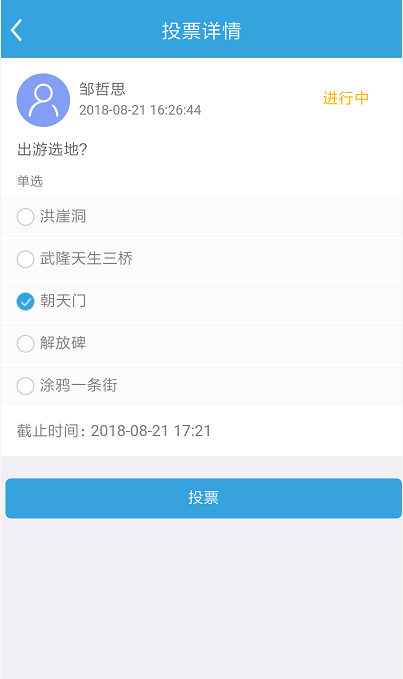 投票详情
邹哲思
2018-08-21 16:26:44
进行中
出游选地?
单选
洪崖洞
武隆天生三桥
朝天门
解放碑
涂鸦一条街
截止时间：2018-08-21 17:21
投票